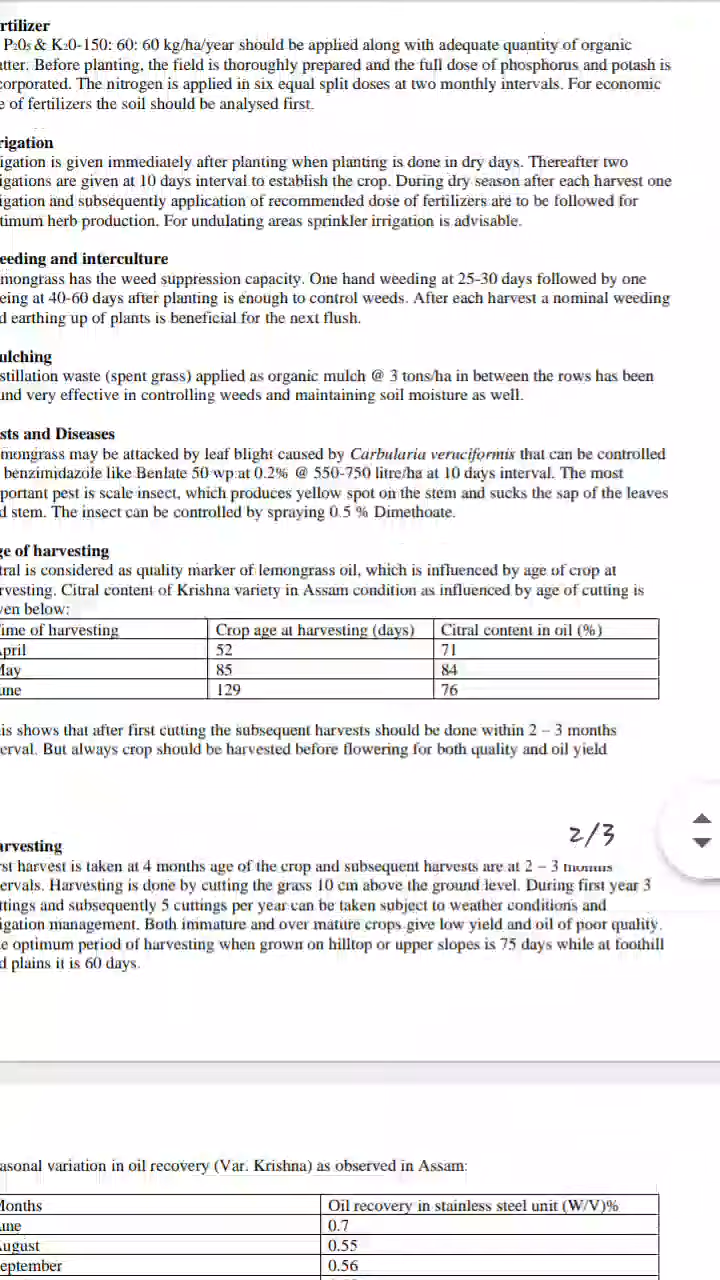 rtilizer
P₂0₅ & K₂0-150: 60: 60 kg/ha/year should be applied along with adequate quantity of organic
tter. Before planting, the field is thoroughly prepared and the full dose of phosphorus and potash is
corporated. The nitrogen is applied in six equal split doses at two monthly intervals. For economic
e of fertilizers the soil should be analysed first.
rigation
igation is given immediately after planting when planting is done in dry days. Thereafter two
igations are given at 10 days interval to establish the crop. During dry season after each harvest one
igation and subsequently application of recommended dose of fertilizers are to be followed for
timum herb production. For undulating areas sprinkler irrigation is advisable.
eeding and interculture
mongrass has the weed suppression capacity. One hand weeding at 25-30 days followed by one
eing at 40-60 days after planting is enough to control weeds. After each harvest a nominal weeding
d earthing up of plants is beneficial for the next flush.
ulching
stillation waste (spent grass) applied as organic mulch @ 3 tons/ha in between the rows has been
und very effective in controlling weeds and maintaining soil moisture as well.
sts and Diseases
mongrass may be attacked by leaf blight caused by Carbularia veruciformis that can be controlled
benzimidazole like Benlate 50 wp at 0.2% @ 550-750 litre/ha at 10 days interval. The most
portant pest is scale insect, which produces yellow spot on the stem and sucks the sap of the leaves
d stem. The insect can be controlled by spraying 0.5 % Dimethoate.
ge of harvesting
tral is considered as quality marker of lemongrass oil, which is influenced by age of crop at
rvesting. Citral content of Krishna variety in Assam condition as influenced by age of cutting is
ven below:
ime of harvesting Crop age at harvesting (days) Citral content in oil (%)
pril 52 71
May 85 84
une 129 76
is shows that after first cutting the subsequent harvests should be done within 2 – 3 months
erval. But always crop should be harvested before flowering for both quality and oil yield
2/3
arvesting
rst harvest is taken at 4 months age of the crop and subsequent harvests are at 2 – 3 months
ervals. Harvesting is done by cutting the grass 10 cm above the ground level. During first year 3
ttings and subsequently 5 cuttings per year can be taken subject to weather conditions and
igation management. Both immature and over mature crops give low yield and oil of poor quality.
e optimum period of harvesting when grown on hilltop or upper slopes is 75 days while at foothill
d plains it is 60 days.
asonal variation in oil recovery (Var. Krishna) as observed in Assam:
Months Oil recovery in stainless steel unit (W/V)%
une 0.7
ugust 0.55
eptember 0.56